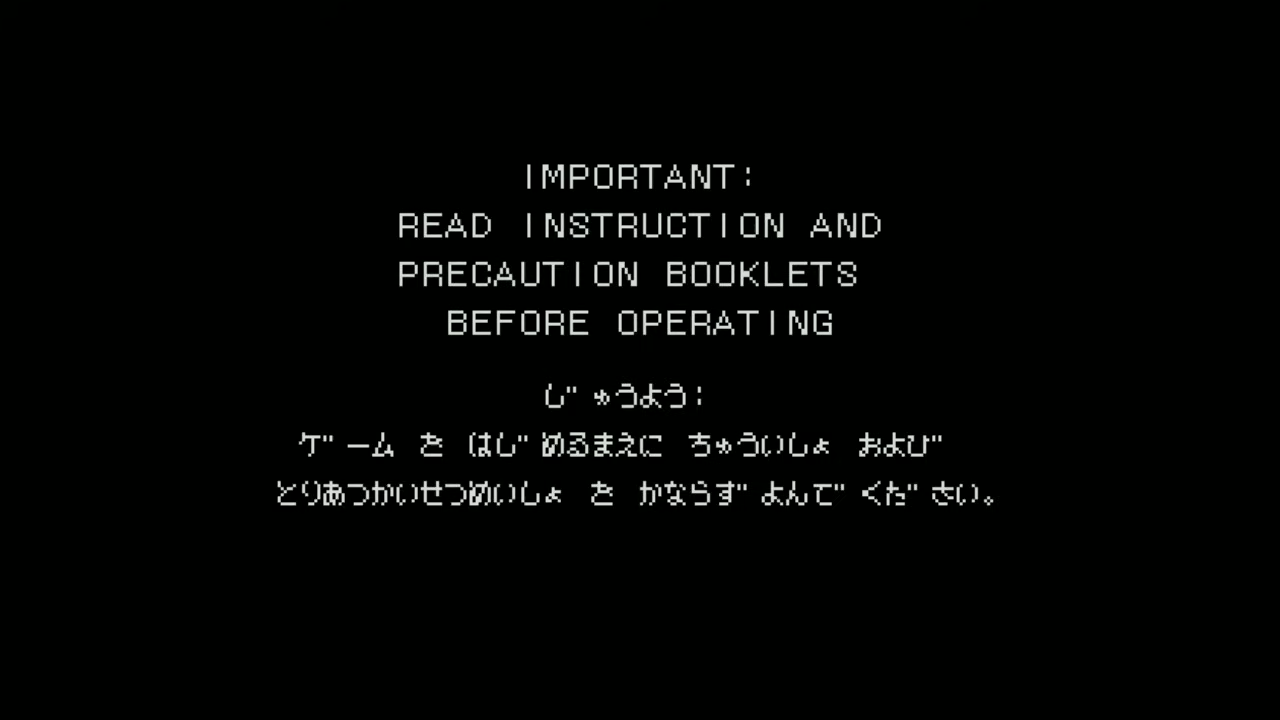 IMPORTANT:
READ INSTRUCTION AND
PRECAUTION BOOKLETS
BEFORE OPERATING
じゅうよう:
ゲーム を はじめるまえに ちゅういしょ および
とりあつかいせつめいしょ を かならず よんで ください。